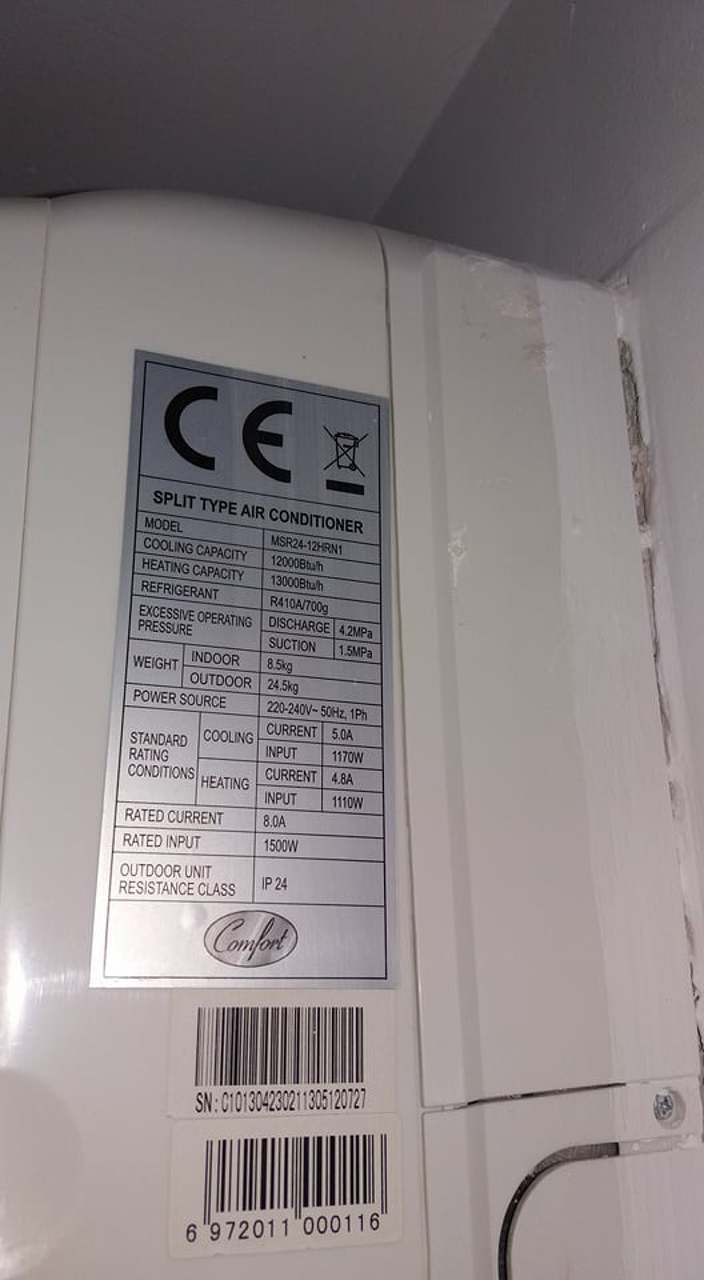 CE
SPLIT TYPE AIR CONDITIONER
MODEL MSR24-12HRN1
COOLING CAPACITY 12000Btu/h
HEATING CAPACITY 13000Btu/h
REFRIGERANT R410A/700g
EXCESSIVE OPERATING PRESSURE DISCHARGE 4.2MPa
SUCTION 1.5MPa
WEIGHT INDOOR 8.5kg
OUTDOOR 24.5kg
POWER SOURCE 220-240V~ 50Hz, 1Ph
STANDARD RATING CONDITIONS COOLING CURRENT 5.0A
INPUT 1170W
HEATING CURRENT 4.8A
INPUT 1110W
RATED CURRENT 8.0A
RATED INPUT 1500W
OUTDOOR UNIT RESISTANCE CLASS IP 24
Comfort
SN: C101304230211305120727
6 972011 000116